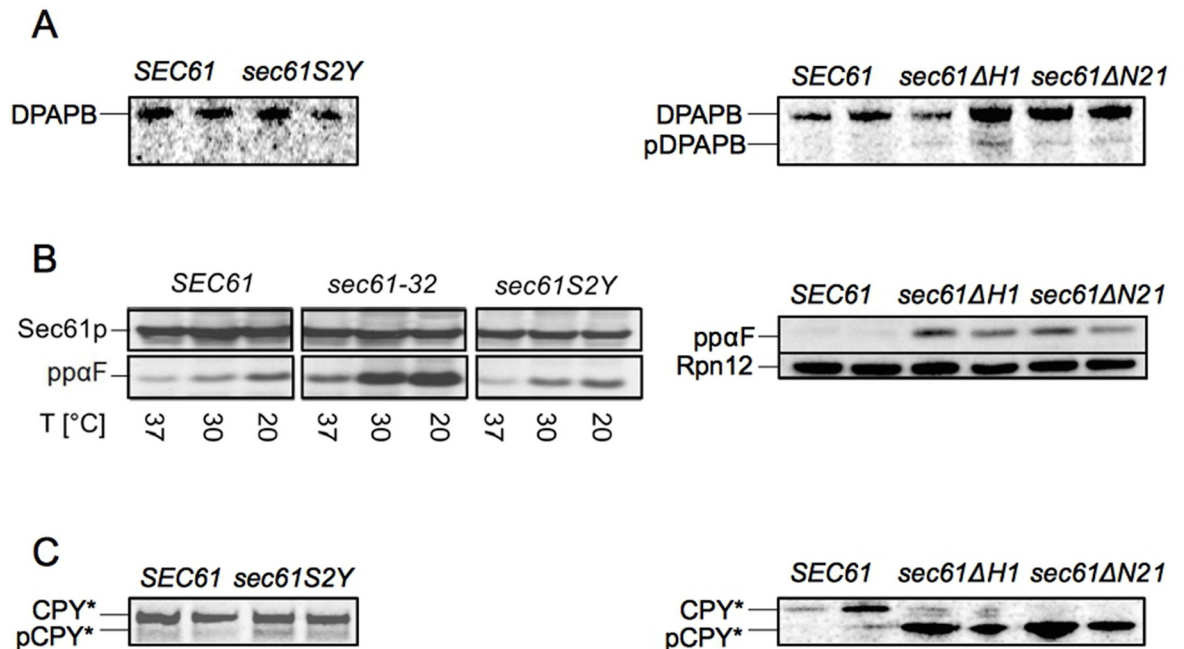 A
SEC61 sec61S2Y
DPAPB
SEC61 sec61ΔH1 sec61ΔN21
DPAPB
pDPAPB
B
SEC61 sec61-32 sec61S2Y
Sec61p
ppαF
T [°C] 37 30 20 37 30 20 37 30 20
SEC61 sec61ΔH1 sec61ΔN21
ppαF
Rpn12
C
SEC61 sec61S2Y
CPY*
pCPY*
SEC61 sec61ΔH1 sec61ΔN21
CPY*
pCPY*